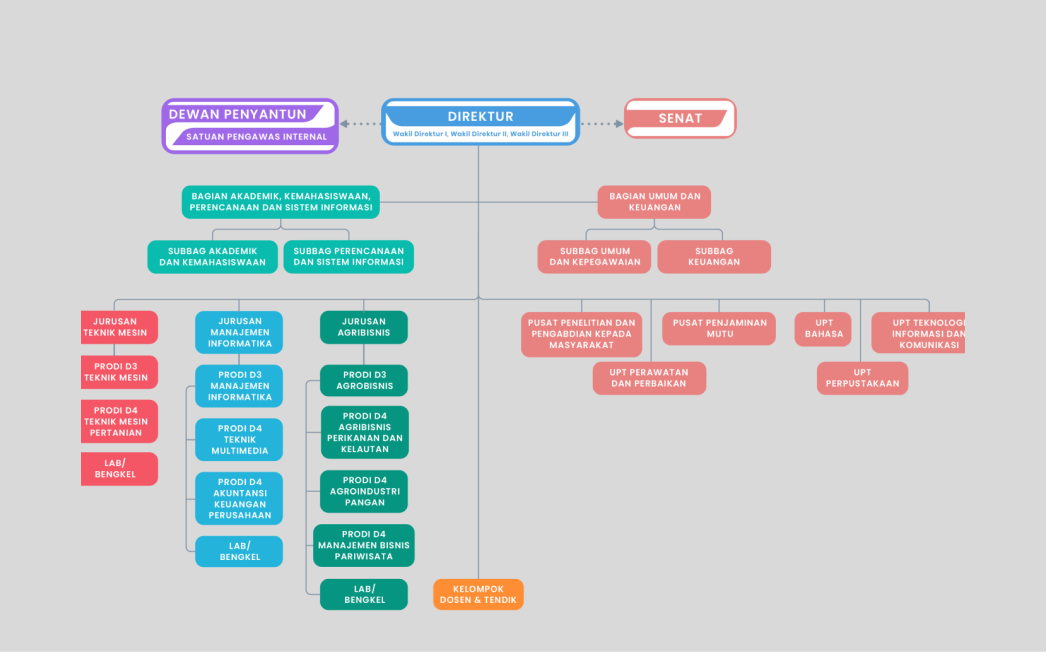 DEWAN PENYANTUN
SATUAN PENGAWAS INTERNAL
DIREKTUR
Wakil Direktur I, Wakil Direktur II, Wakil Direktur III
SENAT
BAGIAN AKADEMIK, KEMAHASISWAAN,
PERENCANAAN DAN SISTEM INFORMASI
BAGIAN UMUM DAN
KEUANGAN
SUBBAG AKADEMIK
DAN KEMAHASISWAAN
SUBBAG PERENCANAAN
DAN SISTEM INFORMASI
SUBBAG UMUM
DAN KEPEGAWAIAN
SUBBAG
KEUANGAN
JURUSAN
TEKNIK MESIN
PRODI D3
TEKNIK MESIN
PRODI D4
TEKNIK MESIN
PERTANIAN
LAB/
BENGKEL
JURUSAN
MANAJEMEN
INFORMATIKA
PRODI D3
MANAJEMEN
INFORMATIKA
PRODI D4
TEKNIK
MULTIMEDIA
PRODI D4
AKUNTANSI
KEUANGAN
PERUSAHAAN
LAB/
BENGKEL
JURUSAN
AGRIBISNIS
PRODI D3
AGROBISNIS
PRODI D4
AGRIBISNIS
PERIKANAN DAN
KELAUTAN
PRODI D4
AGROINDUSTRI
PANGAN
PRODI D4
MANAJEMEN BISNIS
PARIWISATA
LAB/
BENGKEL
KELOMPOK
DOSEN & TENDIK
PUSAT PENELITIAN DAN
PENGABDIAN KEPADA
MASYARAKAT
UPT PERAWATAN
DAN PERBAIKAN
PUSAT PENJAMINAN
MUTU
UPT
BAHASA
UPT
PERPUSTAKAAN
UPT TEKNOLOGI
INFORMASI DAN
KOMUNIKASI